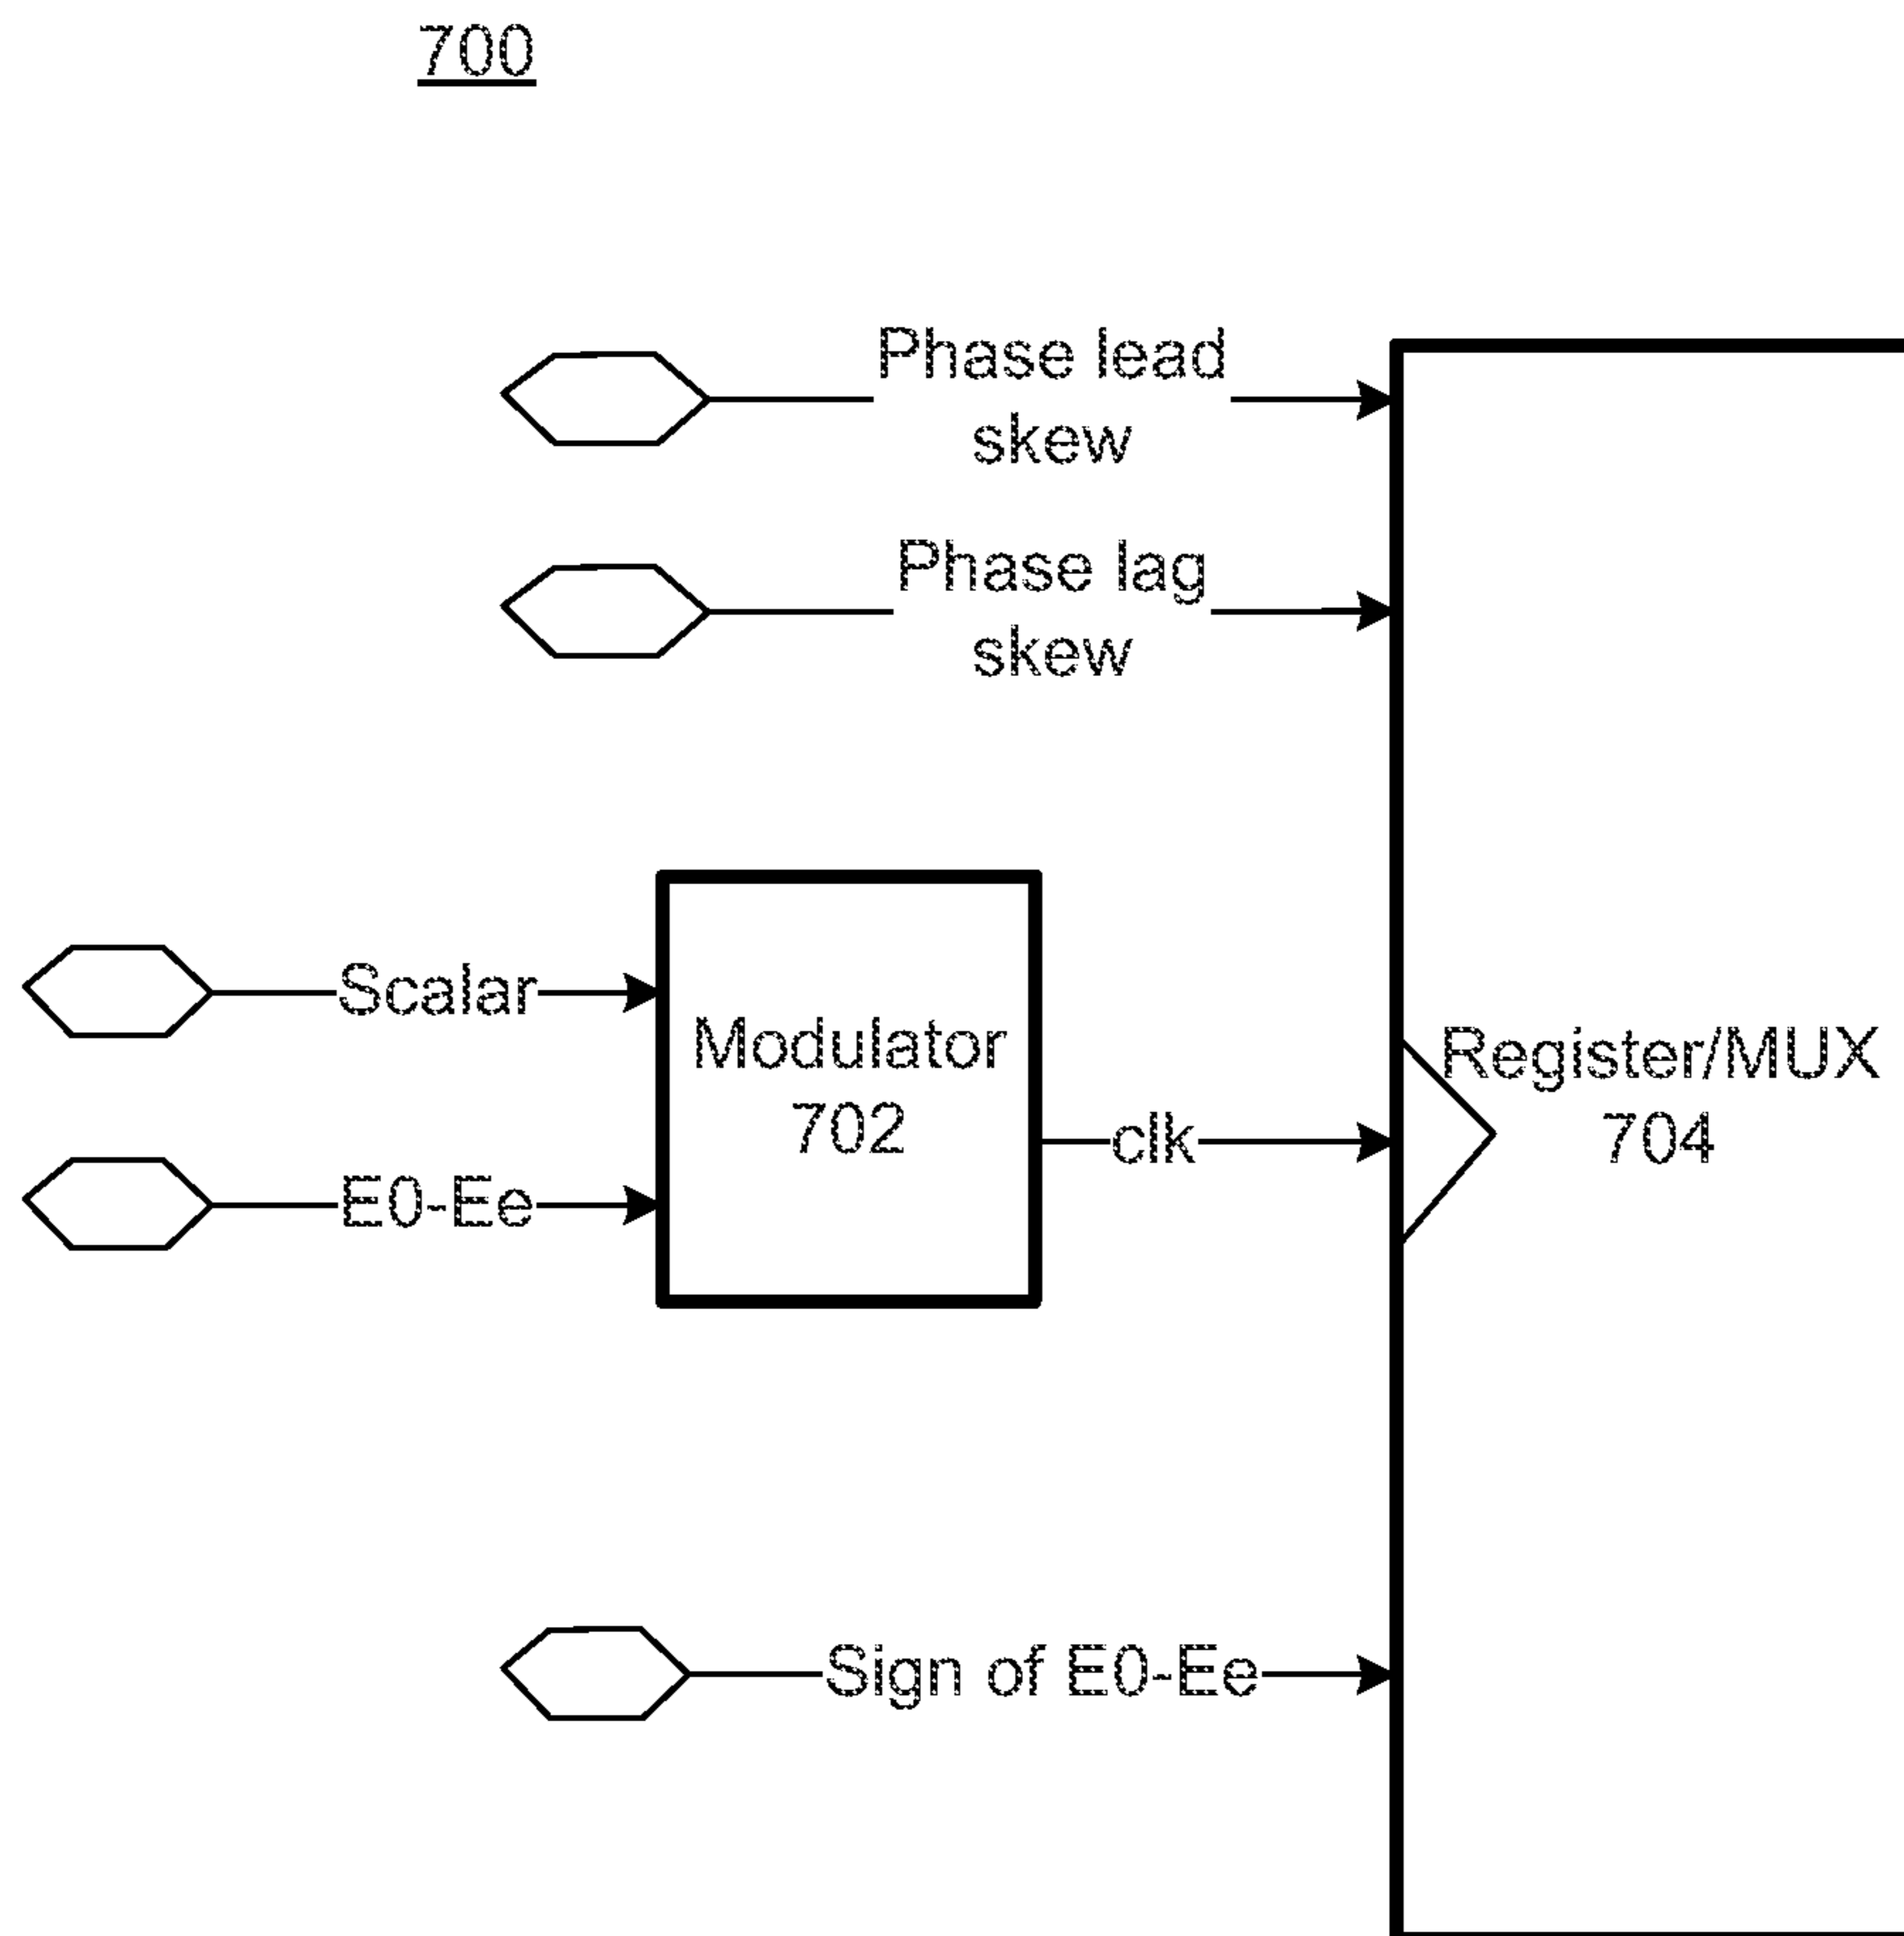 700
Phase lead
skew
Phase lag
skew
Scalar
Modulator
702
E0-Ee
clk
Register/MUX
704
Sign of E0-Ee